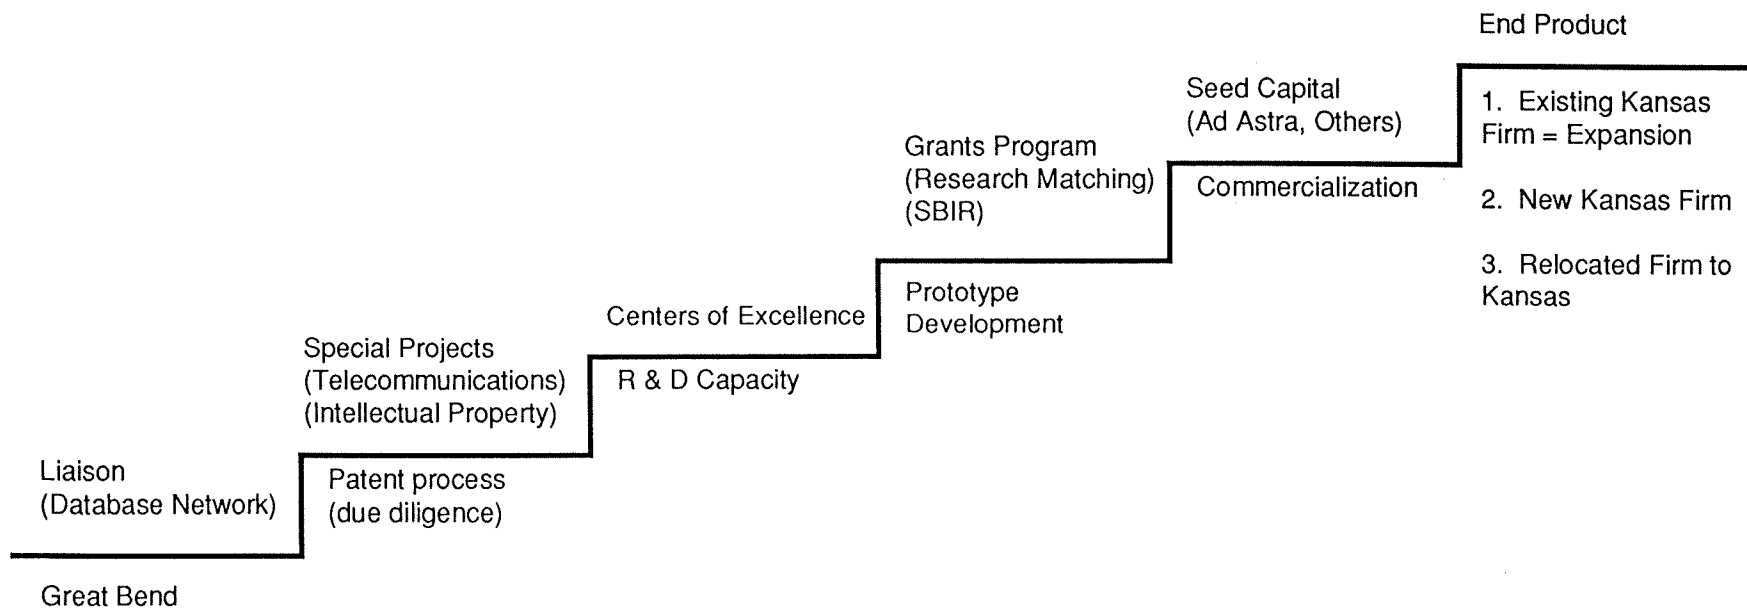 Liaison
(Database Network)
Great Bend
Special Projects
(Telecommunications)
(Intellectual Property)
Patent process
(due diligence)
Centers of Excellence
R & D Capacity
Grants Program
(Research Matching)
(SBIR)
Prototype
Development
Seed Capital
(Ad Astra, Others)
Commercialization
End Product
1. Existing Kansas
Firm = Expansion
2. New Kansas Firm
3. Relocated Firm to
Kansas